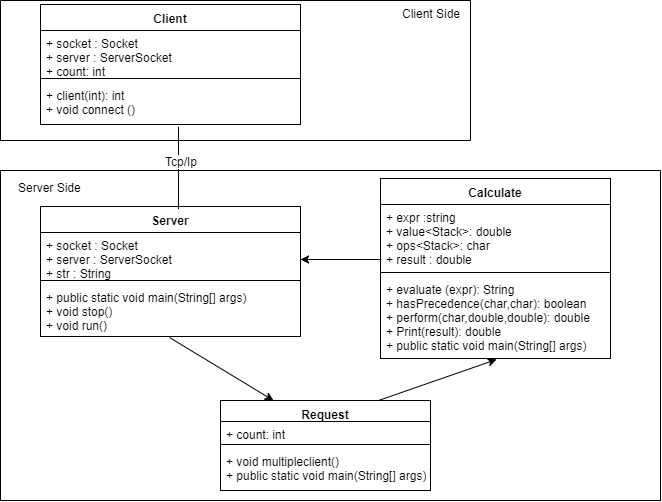 Client Side
Client
+ socket : Socket
+ server : ServerSocket
+ count: int
+ client(int): int
+ void connect ()
Tcp/Ip
Server Side
Server
+ socket : Socket
+ server : ServerSocket
+ str : String
+ public static void main(String[] args)
+ void stop()
+ void run()
Calculate
+ expr :string
+ value<Stack>: double
+ ops<Stack>: char
+ result : double
+ evaluate (expr): String
+ hasPrecedence(char,char): boolean
+ perform(char,double,double): double
+ Print(result): double
+ public static void main(String[] args)
Request
+ count: int
+ void multipleclient()
+ public static void main(String[] args)